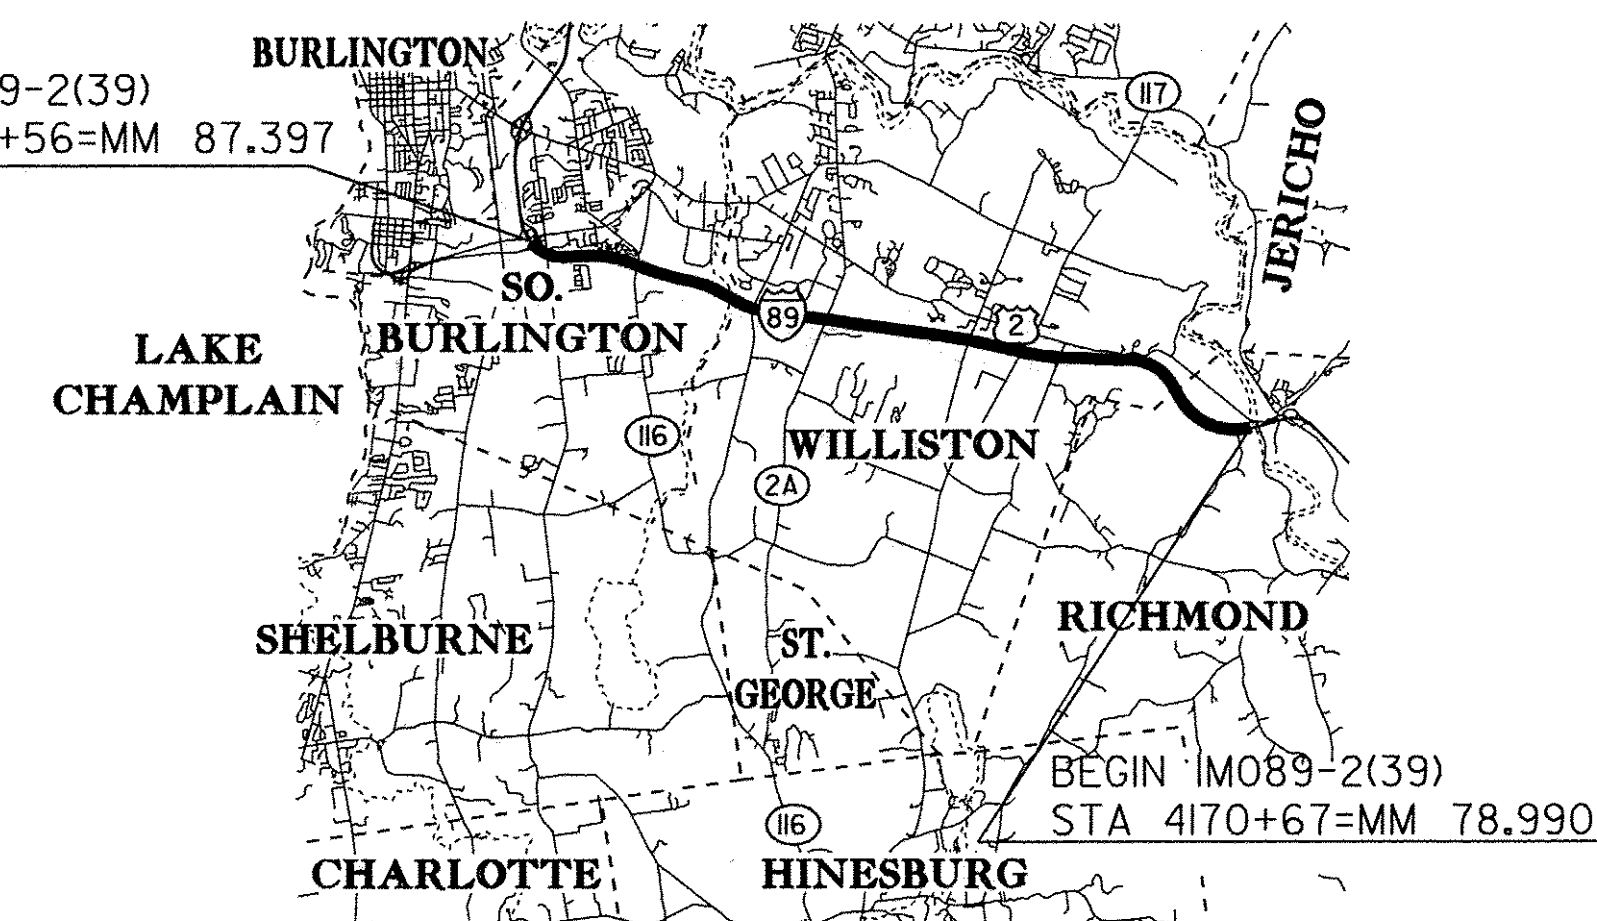 BURLINGTON
9-2(39)
+56=MM 87.397
117
JERICHO
SO.
BURLINGTON
89
2
LAKE
CHAMPLAIN
116
WILLISTON
2A
RICHMOND
SHELBURNE
ST.
GEORGE
BEGIN IM089-2(39)
STA 4170+67=MM 78.990
116
CHARLOTTE
HINESBURG